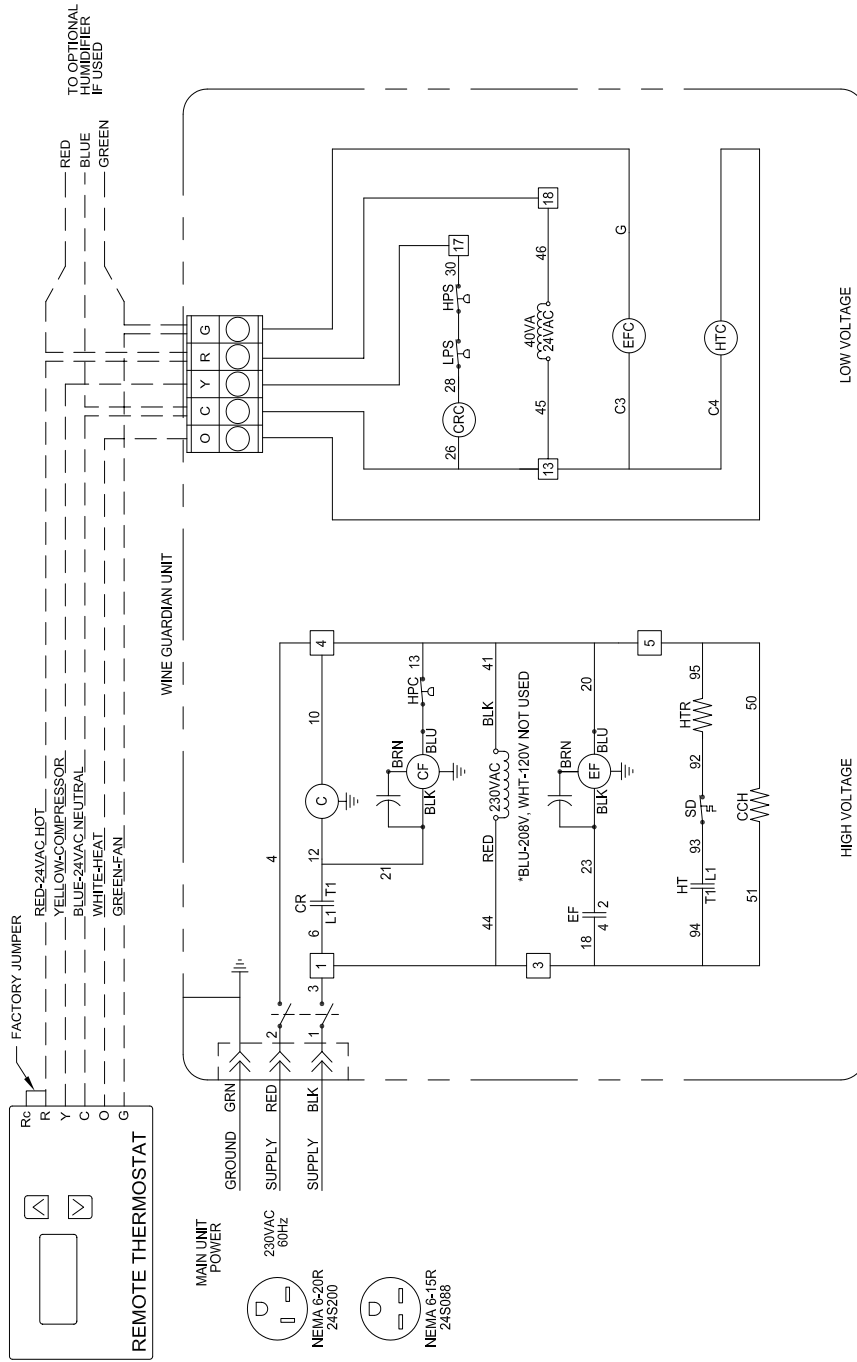 TO OPTIONAL
HUMIDIFIER
IF USED
RED
BLUE
GREEN
FACTORY JUMPER
Rc
R
Y
C
O
G
REMOTE THERMOSTAT
RED-24VAC HOT
YELLOW-COMPRESSOR
BLUE-24VAC NEUTRAL
WHITE-HEAT
GREEN-FAN
WINE GUARDIAN UNIT
O
C
Y
R
G
MAIN UNIT
POWER
230VAC
60Hz
NEMA 6-20R
24S200
NEMA 6-15R
24S088
GROUND
GRN
SUPPLY
RED
SUPPLY
BLK
2
1
3
4
1
4
6
CR
L1
T1
12
C
10
21
BRN
CF
BLK
BLU
HPC
13
44
RED
230VAC
BLK
41
*BLU-208V, WHT-120V NOT USED
3
18
EF
4
2
23
BRN
EF
BLK
BLU
20
5
94
HT
T1
L1
93
SD
92
HTR
95
51
CCH
50
HIGH VOLTAGE
26
CRC
28
LPS
HPS
30
17
13
45
40VA
24VAC
46
18
C3
EFC
G
C4
HTC
LOW VOLTAGE